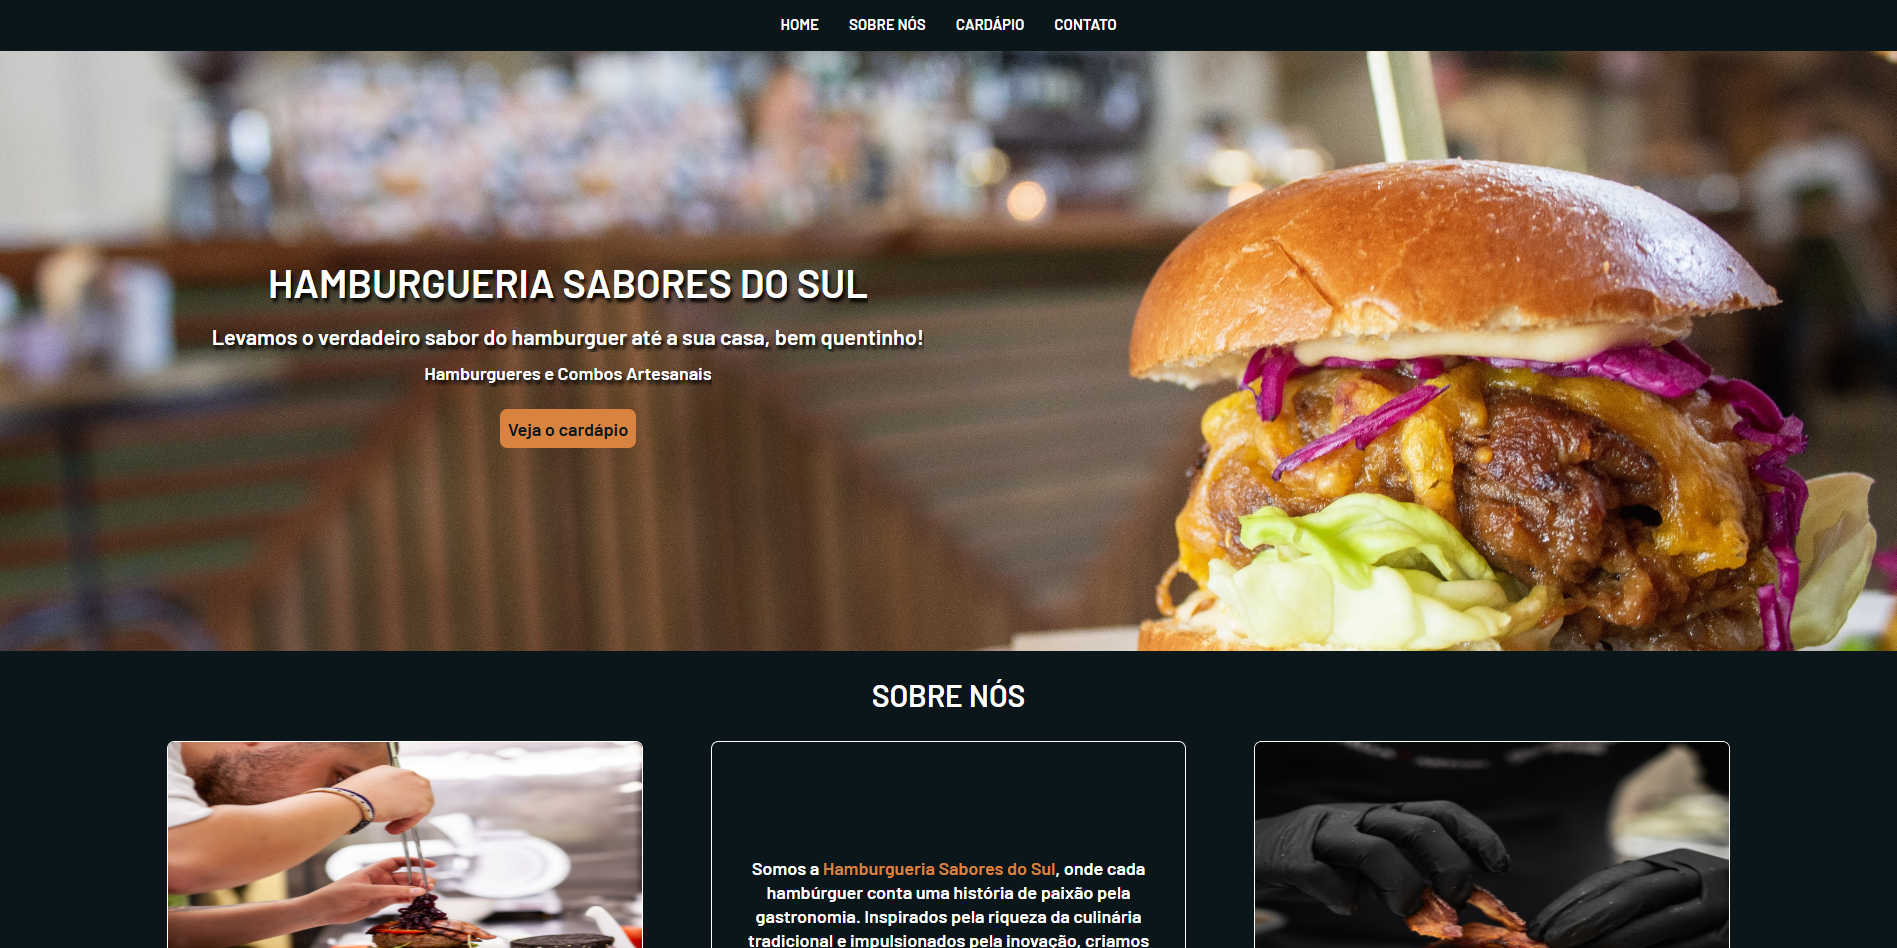 HOME SOBRE NÓS CARDÁPIO CONTATO
HAMBURGUERIA SABORES DO SUL
Levamos o verdadeiro sabor do hamburguer até a sua casa, bem quentinho!
Hamburgueres e Combos Artesanais
Veja o cardápio
SOBRE NÓS
Somos a Hamburgueria Sabores do Sul, onde cada
hambúrguer conta uma história de paixão pela
gastronomia. Inspirados pela riqueza da culinária
tradicional e impulsionados pela inovação, criamos